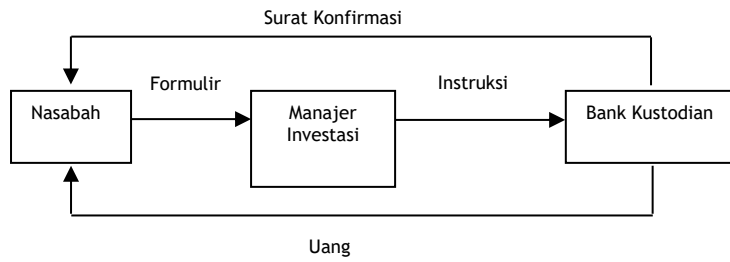 Surat Konfirmasi
Formulir
Instruksi
Nasabah
Manajer
Investasi
Bank Kustodian
Uang